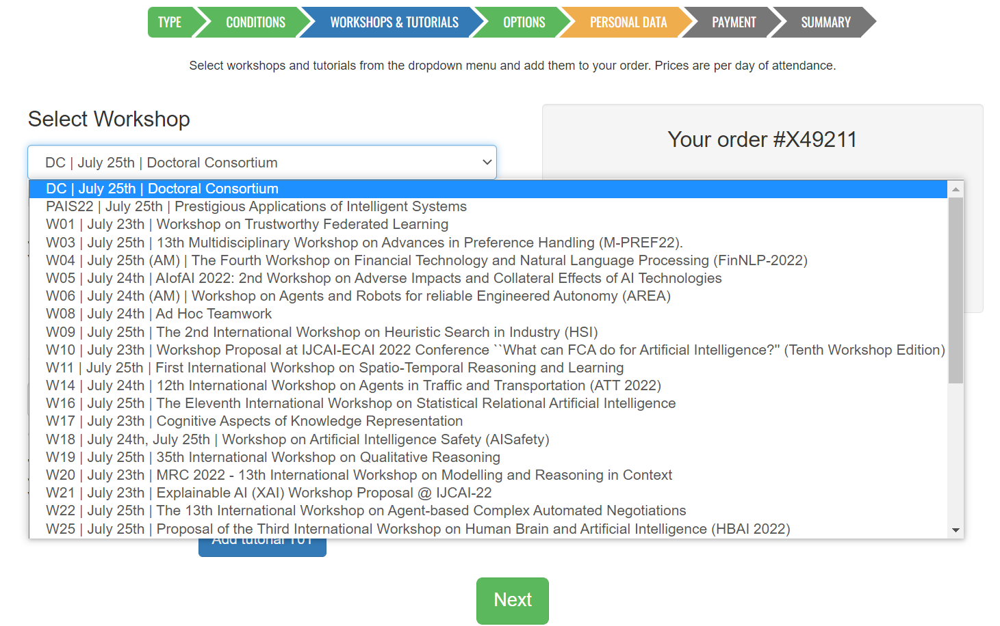 TYPE CONDITIONS WORKSHOPS & TUTORIALS OPTIONS PERSONAL DATA PAYMENT SUMMARY
Select workshops and tutorials from the dropdown menu and add them to your order. Prices are per day of attendance.
Select Workshop
Your order #X49211
DC | July 25th | Doctoral Consortium
DC | July 25th | Doctoral Consortium
PAIS22 | July 25th | Prestigious Applications of Intelligent Systems
W01 | July 23th | Workshop on Trustworthy Federated Learning
W03 | July 25th | 13th Multidisciplinary Workshop on Advances in Preference Handling (M-PREF22).
W04 | July 25th (AM) | The Fourth Workshop on Financial Technology and Natural Language Processing (FinNLP-2022)
W05 | July 24th | AIofAI 2022: 2nd Workshop on Adverse Impacts and Collateral Effects of AI Technologies
W06 | July 24th (AM) | Workshop on Agents and Robots for reliable Engineered Autonomy (AREA)
W08 | July 24th | Ad Hoc Teamwork
W09 | July 25th | The 2nd International Workshop on Heuristic Search in Industry (HSI)
W10 | July 23th | Workshop Proposal at IJCAI-ECAI 2022 Conference ``What can FCA do for Artificial Intelligence?'' (Tenth Workshop Edition)
W11 | July 25th | First International Workshop on Spatio-Temporal Reasoning and Learning
W14 | July 24th | 12th International Workshop on Agents in Traffic and Transportation (ATT 2022)
W16 | July 25th | The Eleventh International Workshop on Statistical Relational Artificial Intelligence
W17 | July 23th | Cognitive Aspects of Knowledge Representation
W18 | July 24th, July 25th | Workshop on Artificial Intelligence Safety (AISafety)
W19 | July 25th | 35th International Workshop on Qualitative Reasoning
W20 | July 23th | MRC 2022 - 13th International Workshop on Modelling and Reasoning in Context
W21 | July 23th | Explainable AI (XAI) Workshop Proposal @ IJCAI-22
W22 | July 25th | The 13th International Workshop on Agent-based Complex Automated Negotiations
W25 | July 25th | Proposal of the Third International Workshop on Human Brain and Artificial Intelligence (HBAI 2022)
Add tutorial T01
Next